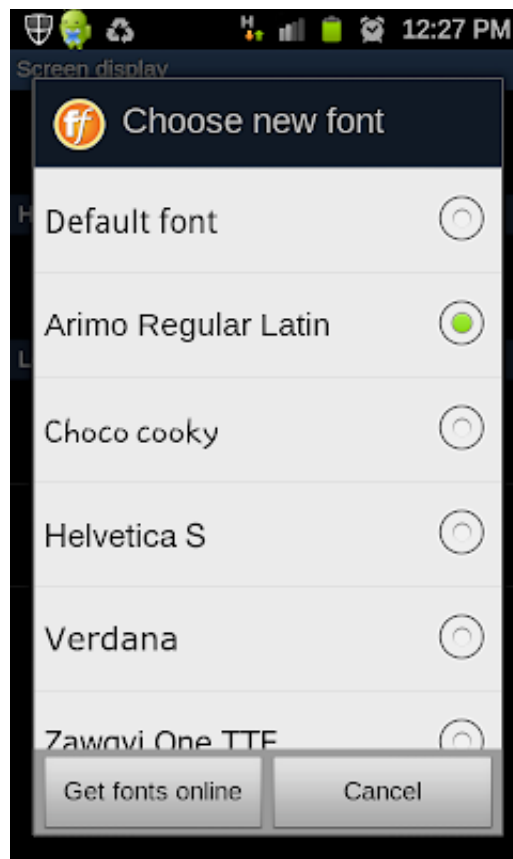 H 12:27 PM
Screen display
ff Choose new font
H
Default font
Arimo Regular Latin
L
Choco cooky
Helvetica S
Verdana
Zawgyi One TTF
Get fonts online Cancel